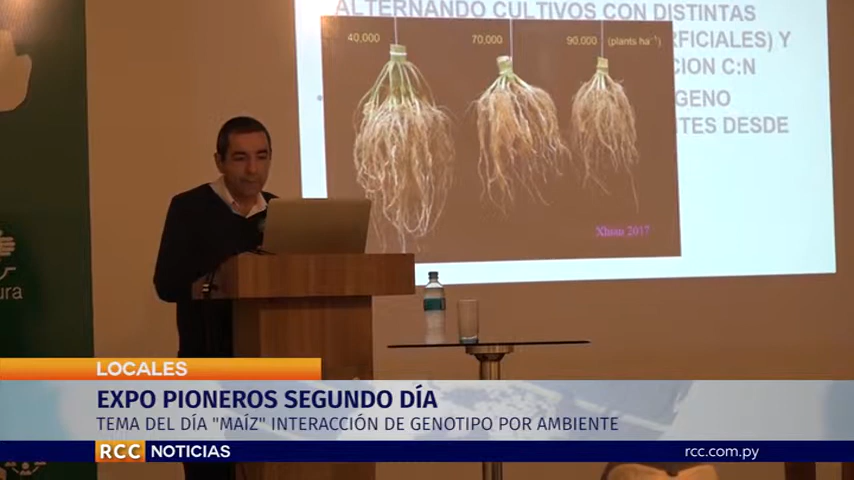 ALTERNANDO CULTIVOS CON DISTINTAS
RFICIALES) Y
CION C:N
GENO
TES DESDE
40,000
70,000
90,000 (plants ha⁻¹)
2017
ura
LOCALES
EXPO PIONEROS SEGUNDO DÍA
TEMA DEL DÍA "MAÍZ" INTERACCIÓN DE GENOTIPO POR AMBIENTE
RCC NOTICIAS
rcc.com.py